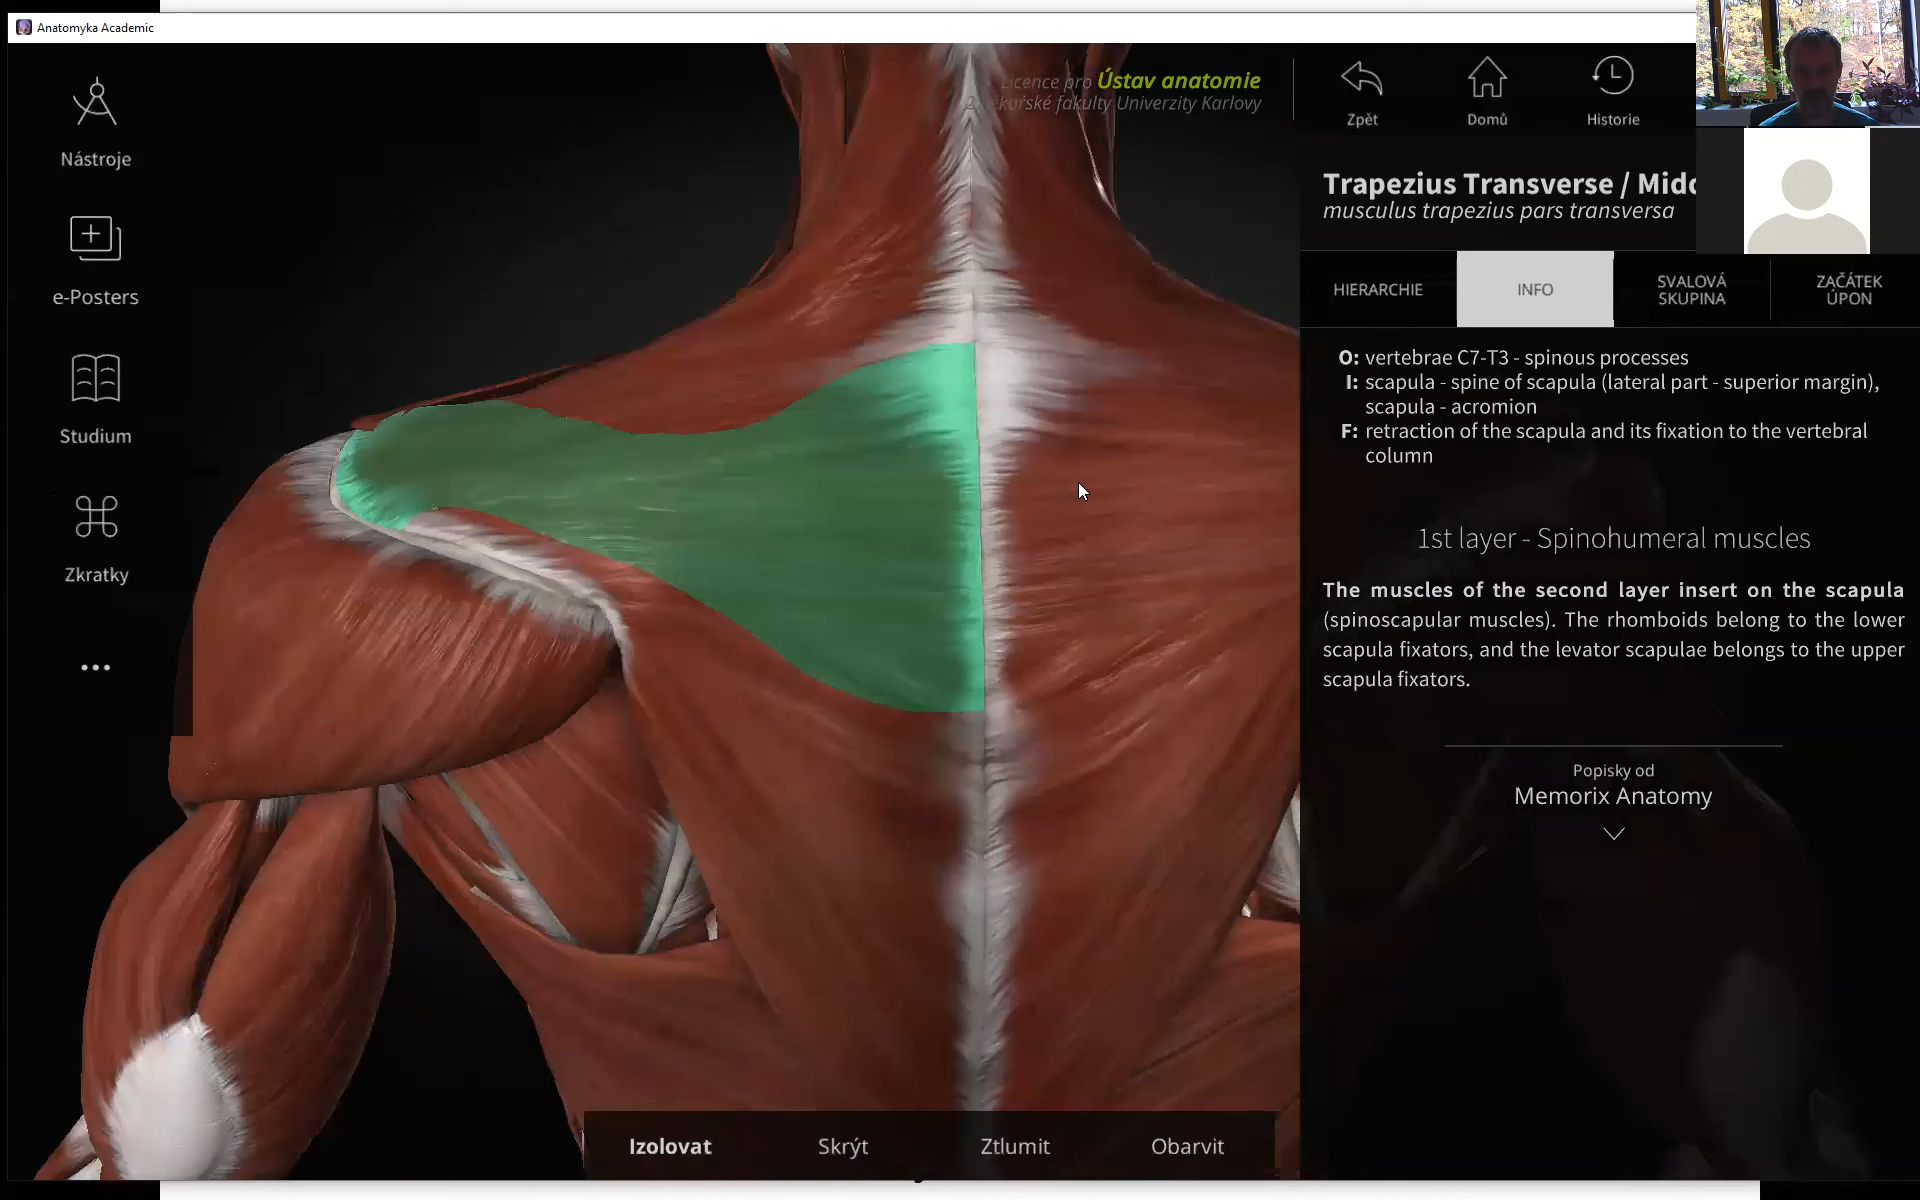 Anatomyka Academic
Licence pro Ústav anatomie
kařské fakulty Univerzity Karlovy
Nástroje
e-Posters
Studium
Zkratky
Zpět
Domů
Historie
Trapezius Transverse /
musculus trapezius pars transversa
HIERARCHIE
INFO
SVALOVÁ
SKUPINA
ZAČÁTEK
ÚPON
O: vertebrae C7-T3 - spinous processes
I: scapula - spine of scapula (lateral part - superior margin),
scapula - acromion
F: retraction of the scapula and its fixation to the vertebral
column
1st layer - Spinohumeral muscles
The muscles of the second layer insert on the scapula
(spinoscapular muscles). The rhomboids belong to the lower
scapula fixators, and the levator scapulae belongs to the upper
scapula fixators.
Popisky od
Memorix Anatomy
Izolovat
Skrýt
Ztlumit
Obarvit